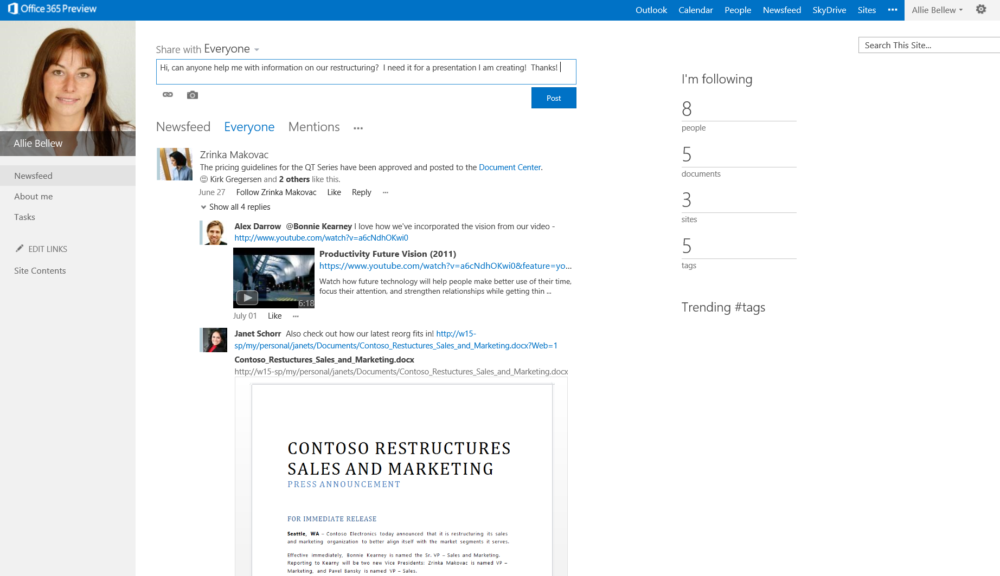 Office 365 Preview
Outlook Calendar People Newsfeed SkyDrive Sites ••• Allie Bellew
Allie Bellew
Newsfeed
About me
Tasks
EDIT LINKS
Site Contents
Share with Everyone
Hi, can anyone help me with information on our restructuring?  I need it for a presentation I am creating!  Thanks!
Post
Newsfeed Everyone Mentions •••
Zrinka Makovac
The pricing guidelines for the QT Series have been approved and posted to the Document Center.
Kirk Gregersen and 2 others like this.
June 27 Follow Zrinka Makovac Like Reply •••
Show all 4 replies
Alex Darrow @Bonnie Kearney I love how we've incorporated the vision from our video -
http://www.youtube.com/watch?v=a6cNdhOKwi0
6:18
Productivity Future Vision (2011)
https://www.youtube.com/watch?v=a6cNdhOKwi0&feature=yo...
Watch how future technology will help people make better use of their time,
focus their attention, and strengthen relationships while getting thin ...
July 01 Like •••
Janet Schorr Also check out how our latest reorg fits in! http://w15-
sp/my/personal/janets/Documents/Contoso_Restuctures_Sales_and_Marketing.docx?Web=1
Contoso_Restuctures_Sales_and_Marketing.docx
http://w15-sp/my/personal/janets/Documents/Contoso_Restuctures_Sales_and_Marketing.docx
CONTOSO RESTRUCTURES
SALES AND MARKETING
PRESS ANNOUNCEMENT
FOR IMMEDIATE RELEASE
Seattle, WA – Contoso Electronics today announced that it is restructuring its sales
and marketing organization to better align itself with the market segments it serves.
Effective immediately, Bonnie Kearney is named the Sr. VP – Sales and Marketing.
Reporting to Kearny will be two new Vice Presidents: Zrinka Makovac is named VP –
Marketing, and Pavel Bansky is named VP – Sales.
Search This Site...
I'm following
8
people
5
documents
3
sites
5
tags
Trending #tags